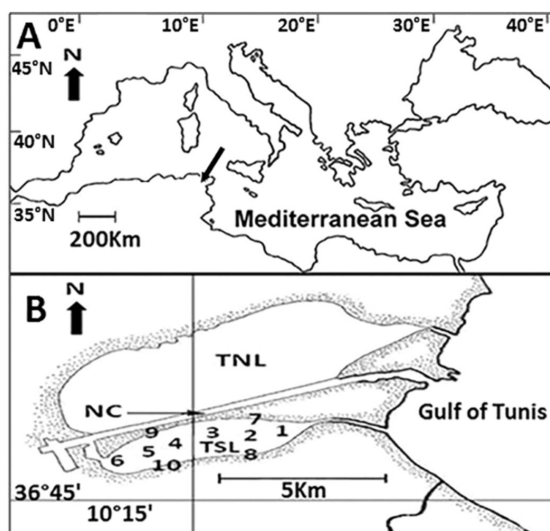 0°E 10°E 20°E 30°E 40°E
A
N
45°N
40°N
35°N
200Km
Mediterranean Sea
B
N
TNL
NC
Gulf of Tunis
7
9 3 2 1
4 TSL
5 8
6 10
5Km
36°45'
10°15'